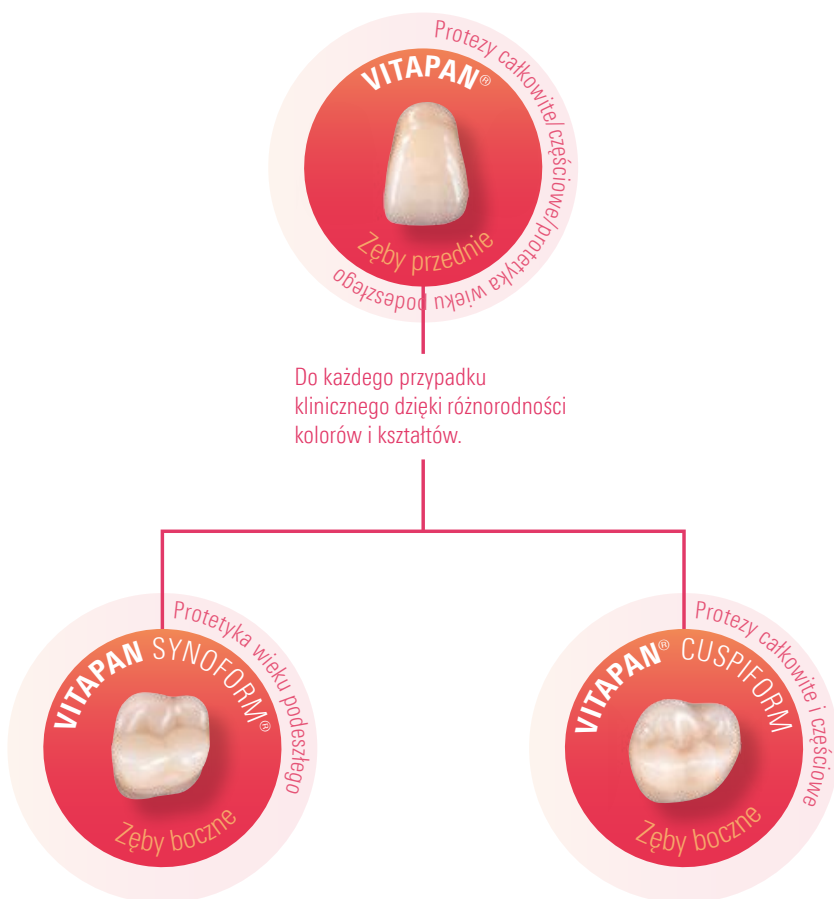 Protezy całkowite/częściowe/protetyka wieku podeszłego
VITAPAN®
Zęby przednie
Do każdego przypadku
klinicznego dzięki różnorodności
kolorów i kształtów.
Protetyka wieku podeszłego
VITAPAN SYNOFORM®
Zęby boczne
Protezy całkowite i częściowe
VITAPAN® CUSPIFORM
Zęby boczne